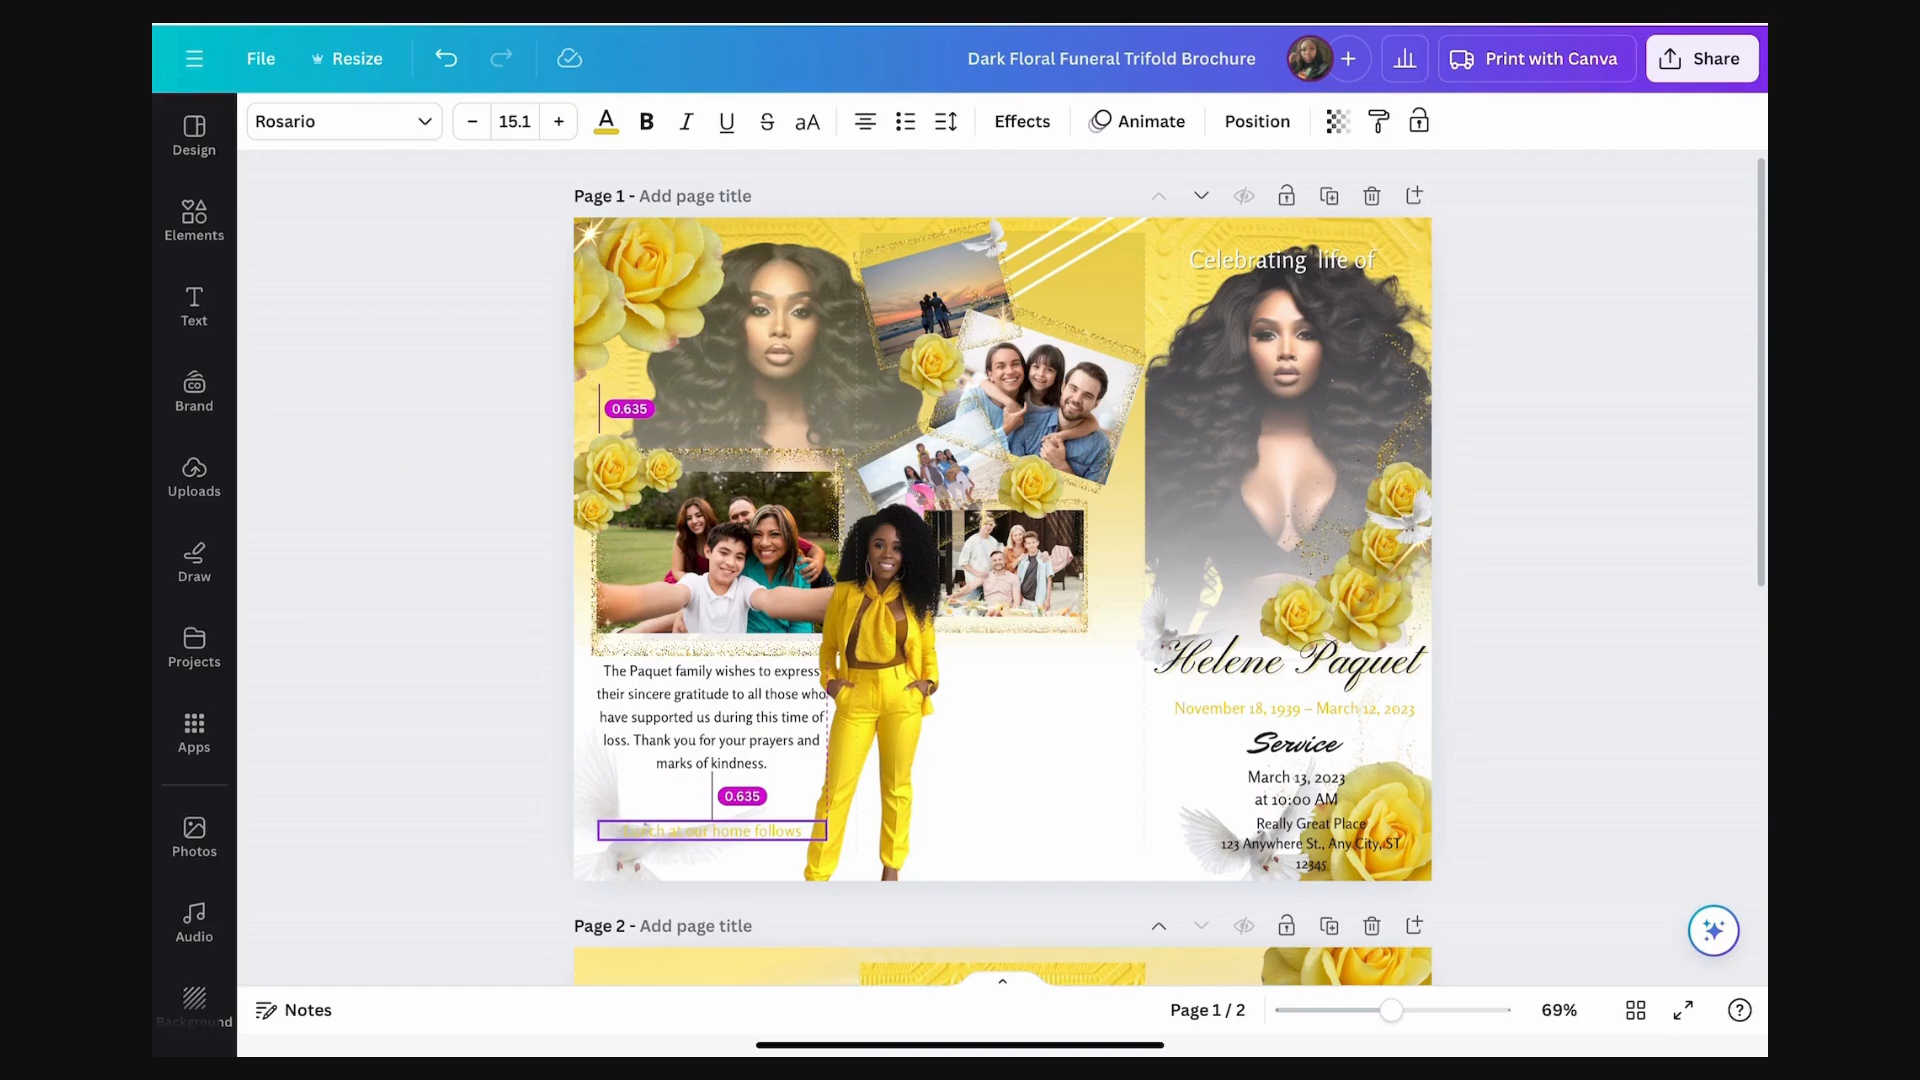 File
Resize
Dark Floral Funeral Trifold Brochure
Print with Canva
Share
Rosario
15.1
A
B
I
U
S
aA
Effects
Animate
Position
Design
Elements
Text
CO
Brand
Uploads
Draw
Projects
Apps
Photos
Audio
Background
Page 1 - Add page title
Celebrating life of
0.635
The Paquet family wishes to express
their sincere gratitude to all those who
have supported us during this time of
loss. Thank you for your prayers and
marks of kindness.
0.635
at our home follows
Helene Paquet
November 18, 1939 – March 12, 2023
Service
March 13, 2023
at 10:00 AM
Really Great Place
123 Anywhere St., Any City, ST
12345
Page 2 - Add page title
Notes
Page 1 / 2
69%